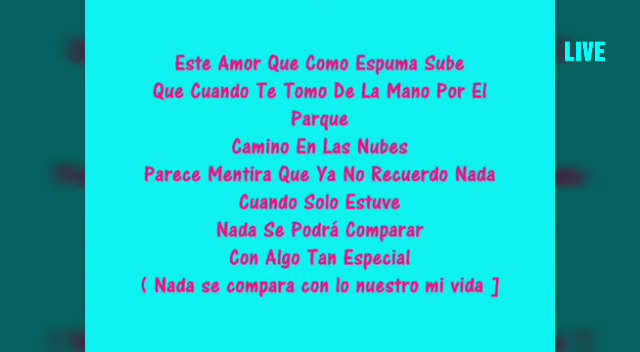 LIVE
Este Amor Que Como Espuma Sube
Que Cuando Te Tomo De La Mano Por El
Parque
Camino En Las Nubes
Parece Mentira Que Ya No Recuerdo Nada
Cuando Solo Estuve
Nada Se Podrá Comparar
Con Algo Tan Especial
( Nada se compara con lo nuestro mi vida ]